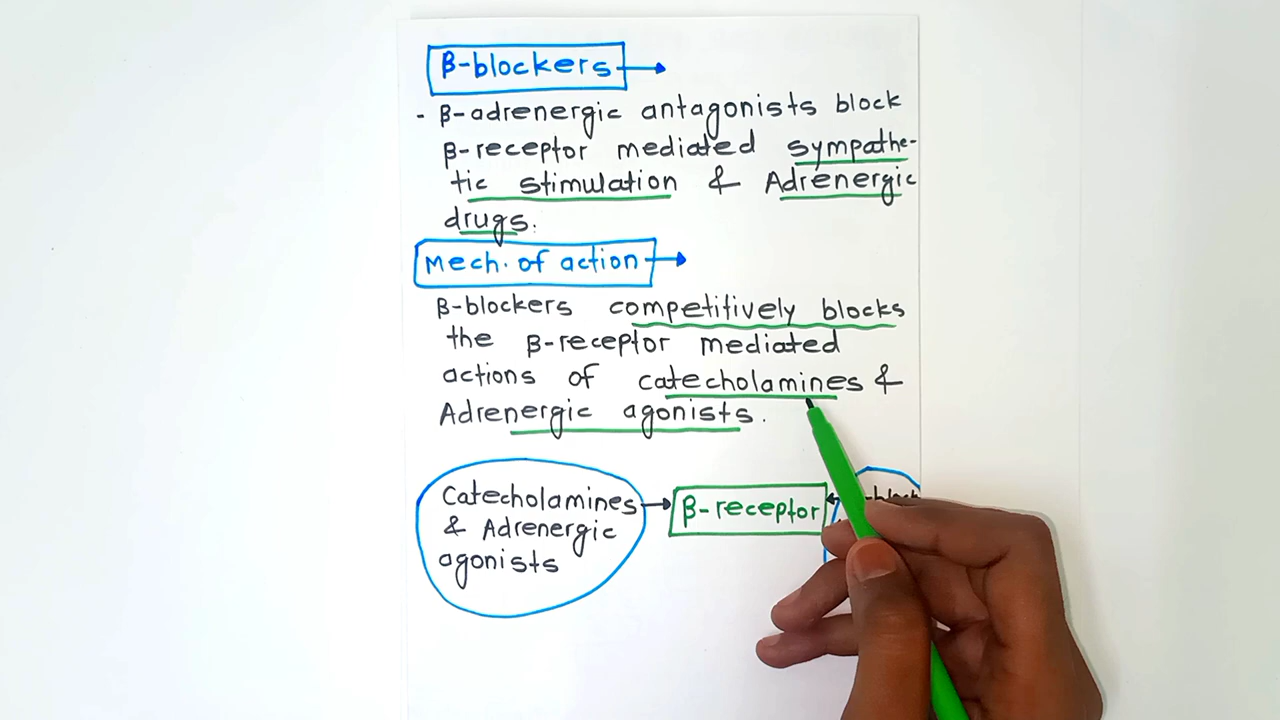 β-blockers
- β-adrenergic antagonists block
β-receptor mediated sympathe-
tic stimulation & Adrenergic
drugs.
Mech. of action
β-blockers competitively blocks
the β-receptor mediated
actions of catecholamines &
Adrenergic agonists.
Catecholamines
& Adrenergic
agonists
β-receptor